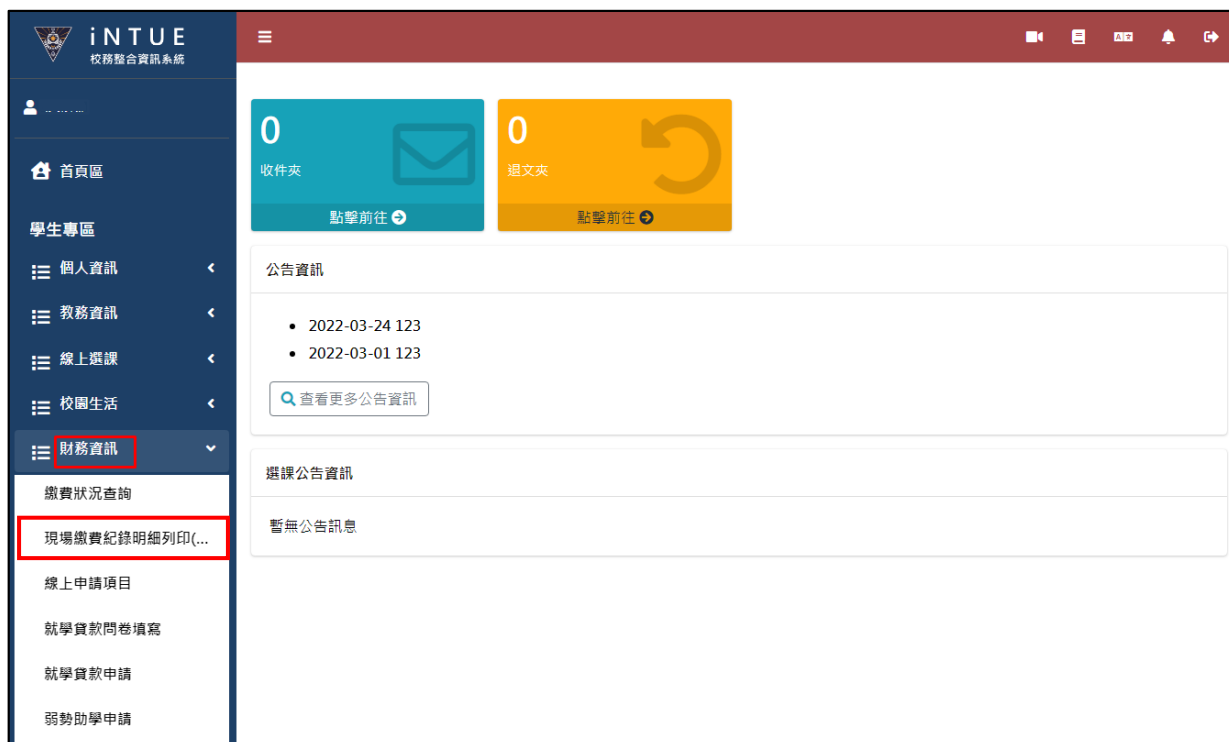 iNTUE
校務整合資訊系統
首頁區
學生專區
個人資訊
教務資訊
線上選課
校園生活
財務資訊
繳費狀況查詢
現場繳費紀錄明細列印(...
線上申請項目
就學貸款問卷填寫
就學貸款申請
弱勢助學申請
0
收件夾
點擊前往
0
退文夾
點擊前往
公告資訊
2022-03-24 123
2022-03-01 123
查看更多公告資訊
選課公告資訊
暫無公告訊息